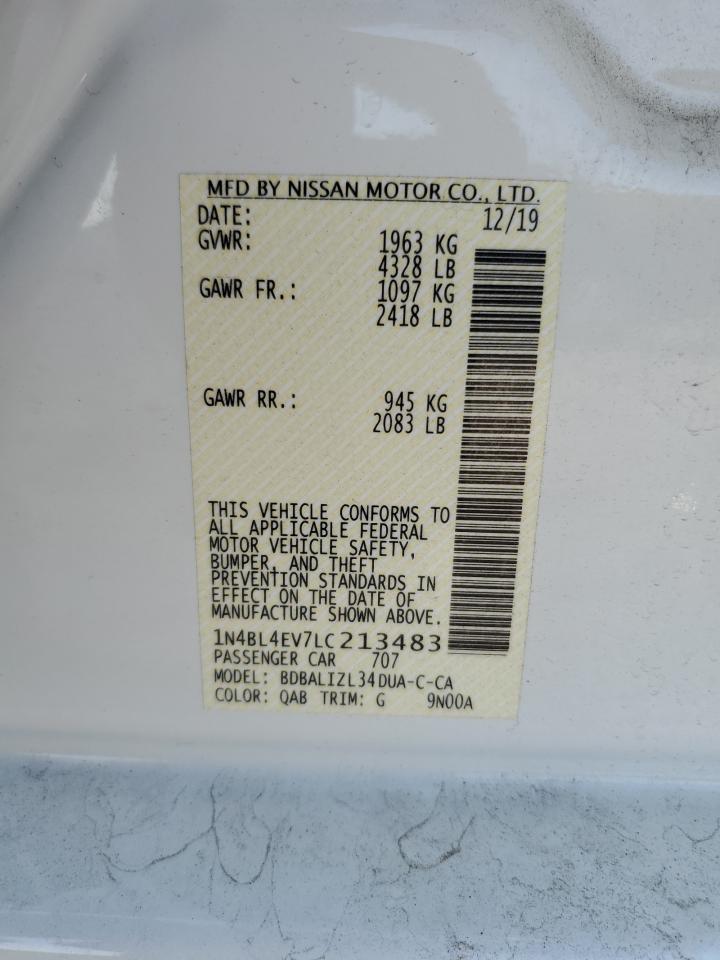 MFD BY NISSAN MOTOR CO., LTD.
DATE: 12/19
GVWR: 1963 KG
4328 LB
GAWR FR.: 1097 KG
2418 LB
GAWR RR.: 945 KG
2083 LB
THIS VEHICLE CONFORMS TO
ALL APPLICABLE FEDERAL
MOTOR VEHICLE SAFETY,
BUMPER, AND THEFT
PREVENTION STANDARDS IN
EFFECT ON THE DATE OF
MANUFACTURE SHOWN ABOVE.
1N4BL4EV7LC213483
PASSENGER CAR 707
MODEL: BDBALIZL34DUA-C-CA
COLOR: QAB TRIM: G 9N00A